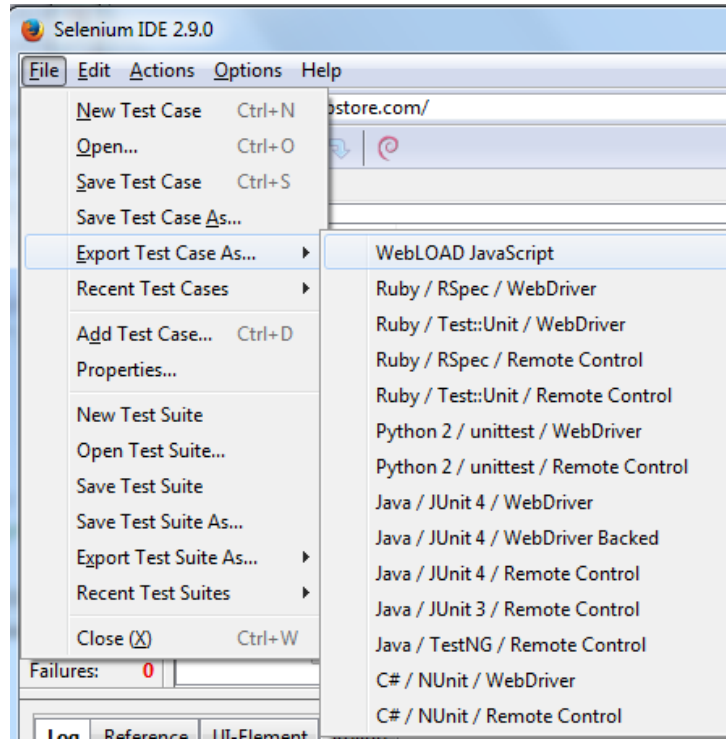 Selenium IDE 2.9.0
File Edit Actions Options Help
New Test Case Ctrl+N
Open... Ctrl+O
Save Test Case Ctrl+S
Save Test Case As...
Export Test Case As...
Recent Test Cases
Add Test Case... Ctrl+D
Properties...
New Test Suite
Open Test Suite...
Save Test Suite
Save Test Suite As...
Export Test Suite As...
Recent Test Suites
Close (X) Ctrl+W
store.com/
WebLOAD JavaScript
Ruby / RSpec / WebDriver
Ruby / Test::Unit / WebDriver
Ruby / RSpec / Remote Control
Ruby / Test::Unit / Remote Control
Python 2 / unittest / WebDriver
Python 2 / unittest / Remote Control
Java / JUnit 4 / WebDriver
Java / JUnit 4 / WebDriver Backed
Java / JUnit 4 / Remote Control
Java / JUnit 3 / Remote Control
Java / TestNG / Remote Control
C# / NUnit / WebDriver
C# / NUnit / Remote Control
Failures: 0
Log Reference UI-Element